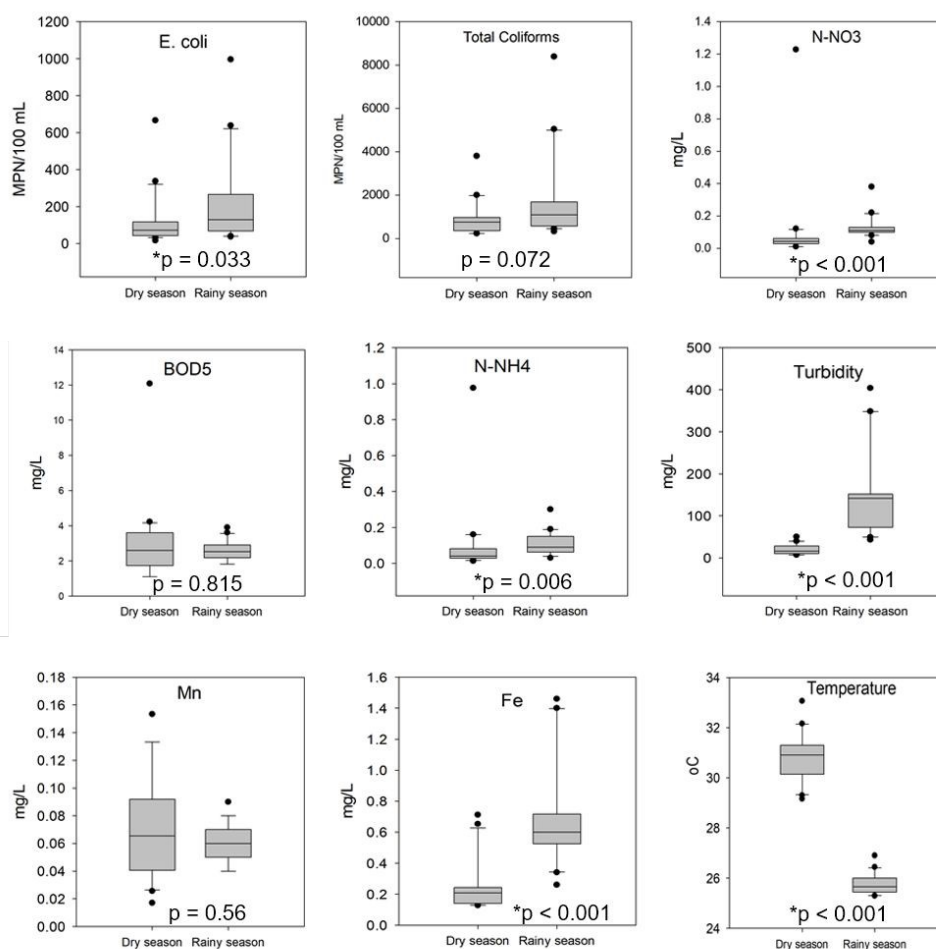 E. coli
MPN/100 mL
1200
1000
800
600
400
200
0
*p = 0.033
Dry season Rainy season
Total Coliforms
MPN/100 mL
10000
8000
6000
4000
2000
0
p = 0.072
Dry season Rainy season
N-NO3
mg/L
1.4
1.2
1.0
0.8
0.6
0.4
0.2
0.0
*p < 0.001
Dry season Rainy season
BOD5
mg/L
14
12
10
8
6
4
2
0
p = 0.815
Dry season Rainy season
N-NH4
mg/L
1.2
1.0
0.8
0.6
0.4
0.2
0.0
*p = 0.006
Dry season Rainy season
Turbidity
mg/L
500
400
300
200
100
0
*p < 0.001
Dry season Rainy season
Mn
mg/L
0.18
0.16
0.14
0.12
0.10
0.08
0.06
0.04
0.02
0.00
p = 0.56
Dry season Rainy season
Fe
mg/L
1.6
1.4
1.2
1.0
0.8
0.6
0.4
0.2
0.0
*p < 0.001
Dry season Rainy season
Temperature
oC
34
32
30
28
26
24
*p < 0.001
Dry season Rainy season